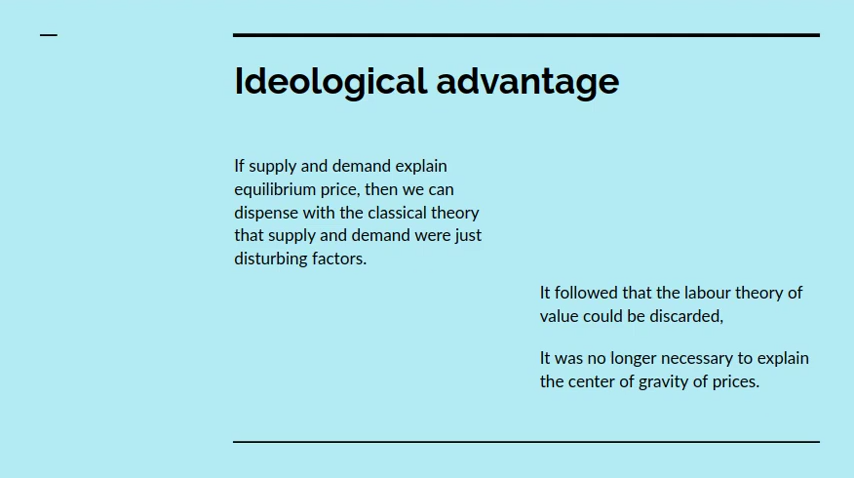 Ideological advantage
If supply and demand explain
equilibrium price, then we can
dispense with the classical theory
that supply and demand were just
disturbing factors.
It followed that the labour theory of
value could be discarded,
It was no longer necessary to explain
the center of gravity of prices.